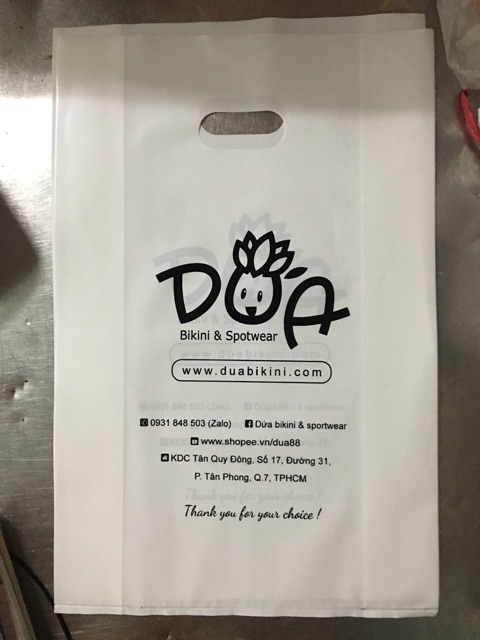 DỨA
Bikini & Spotwear
www.duabikini.com
0931 848 503 (Zalo) Dứa bikini & sportwear
www.shopee.vn/dua88
KDC Tân Quy Đông, Số 17, Đường 31,
P. Tân Phong, Q.7, TPHCM
Thank you for your choice !